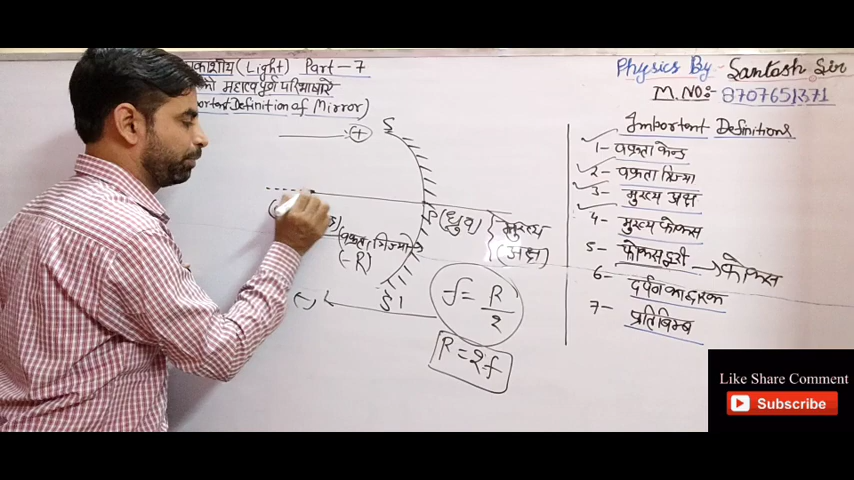 (Light) Part-7
महत्वपूर्ण परिभाषाएँ
Definition of Mirror)
Physics By- Santosh Sir
M.NO:- 8707651371
Important Definitions
1- वक्रता केन्द्र
2- वक्रता त्रिज्या
3- मुख्य अक्ष
4- मुख्य फोकस
5- फोकस दूरी → फोकस
6- दर्पण का द्वारक
7- प्रतिबिम्ब
+
P(ध्रुव)
मुख्य
(अक्ष)
(वक्रता त्रिज्या)
(-R)
(-)
f = R/2
R = 2f
Like Share Comment
Subscribe